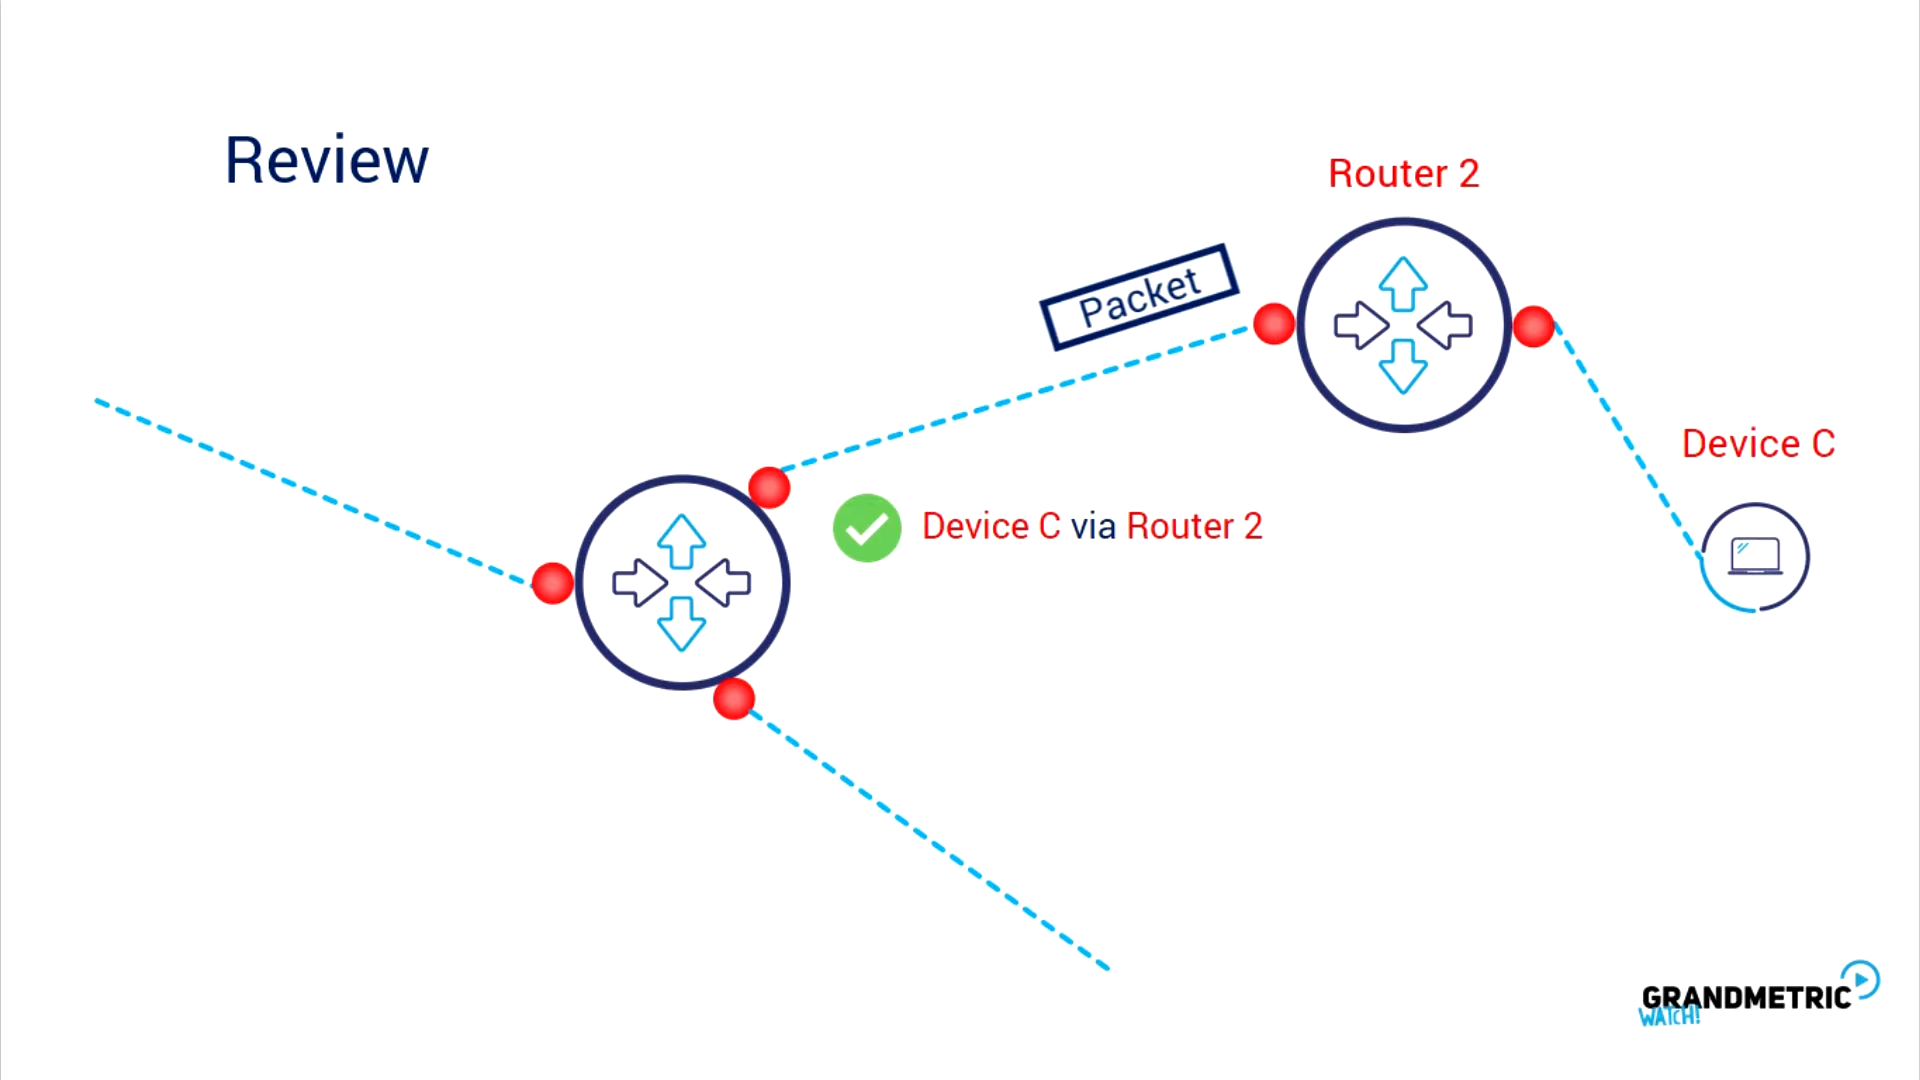 Review
Router 2
Packet
Device C
Device C via Router 2
GRANDMETRIC
WATCH!